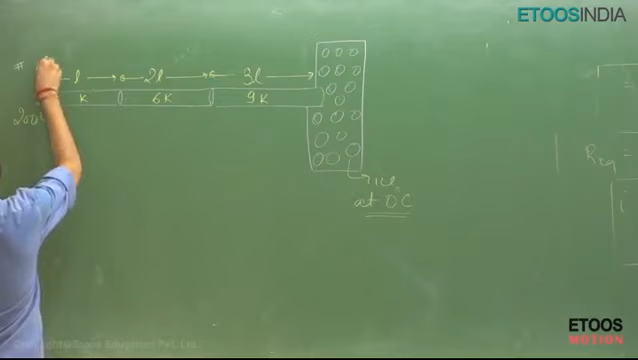 ETOOSINDIA
#
l 2l 3l
K 6K 9K
Req
ice
at 0°C
i
ETOOS
MOTION